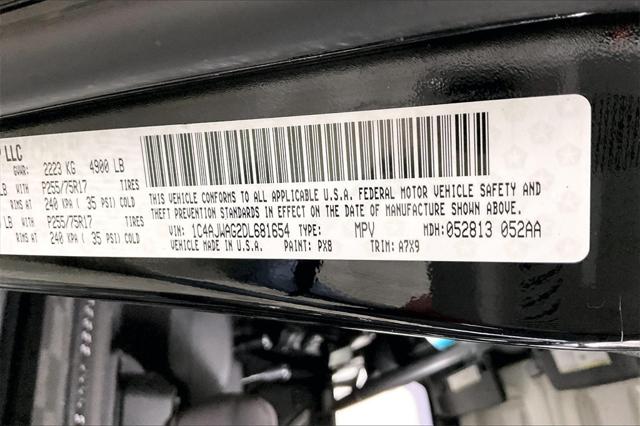 LLC
GVWR: 2223 KG 4900 LB
LB P255/75R17 TIRES
RIMS AT 240 KPA ( 35 PSI) COLD
LB P255/75R17 TIRES
RIMS AT 240 KPA ( 35 PSI) COLD
THIS VEHICLE CONFORMS TO ALL APPLICABLE U.S.A. FEDERAL MOTOR VEHICLE SAFETY AND
THEFT PREVENTION STANDARDS IN EFFECT ON THE DATE OF MANUFACTURE SHOWN ABOVE.
VIN: 1C4AJWAG2DL681654 TYPE: MPV MDH: 052813 052AA
VEHICLE MADE IN U.S.A. PAINT: PX8 TRIM: A7X9